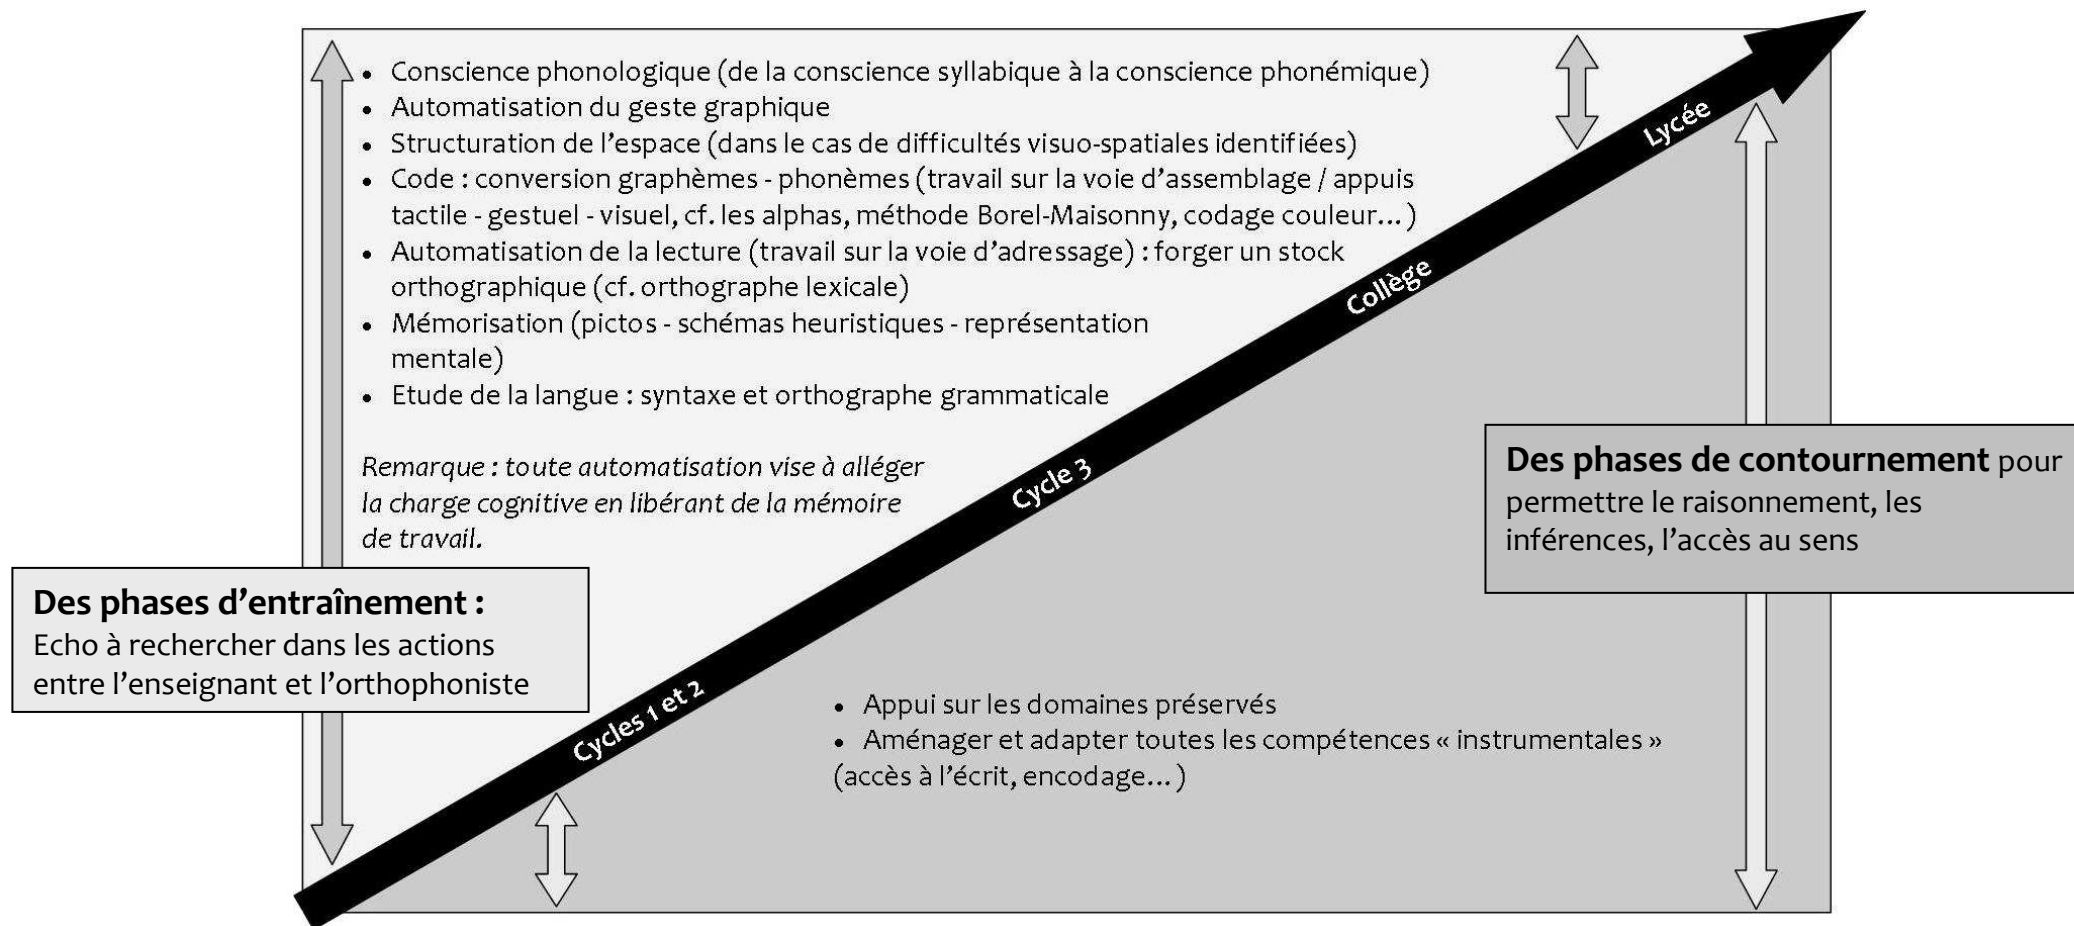 • Conscience phonologique (de la conscience syllabique à la conscience phonémique)
• Automatisation du geste graphique
• Structuration de l'espace (dans le cas de difficultés visuo-spatiales identifiées)
• Code : conversion graphèmes - phonèmes (travail sur la voie d'assemblage / appuis
tactile - gestuel - visuel, cf. les alphas, méthode Borel-Maisonny, codage couleur...)
• Automatisation de la lecture (travail sur la voie d'adressage) : forger un stock
orthographique (cf. orthographe lexicale)
• Mémorisation (pictos - schémas heuristiques - représentation
mentale)
• Etude de la langue : syntaxe et orthographe grammaticale
Remarque : toute automatisation vise à alléger
la charge cognitive en libérant de la mémoire
de travail.
Des phases d'entraînement :
Echo à rechercher dans les actions
entre l'enseignant et l'orthophoniste
Cycles 1 et 2
Cycle 3
Collège
Lycée
Des phases de contournement pour
permettre le raisonnement, les
inférences, l'accès au sens
• Appui sur les domaines préservés
• Aménager et adapter toutes les compétences « instrumentales »
(accès à l'écrit, encodage...)